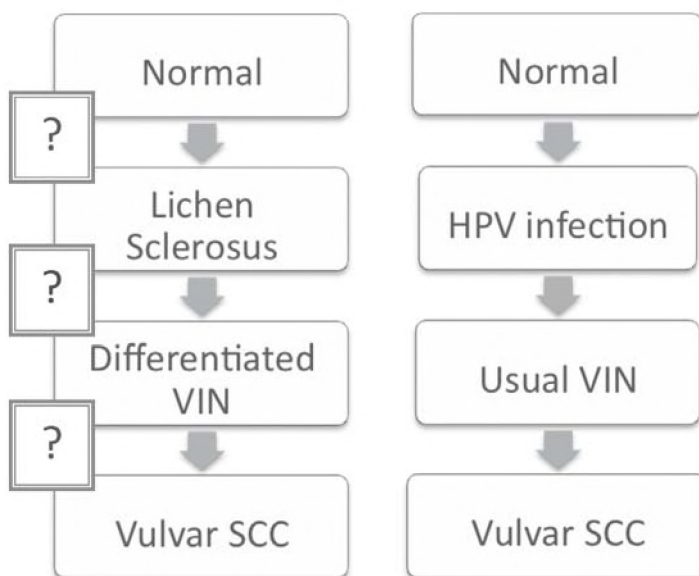 Normal
?
Lichen
Sclerosus
?
Differentiated
VIN
?
Vulvar SCC
Normal
HPV infection
Usual VIN
Vulvar SCC